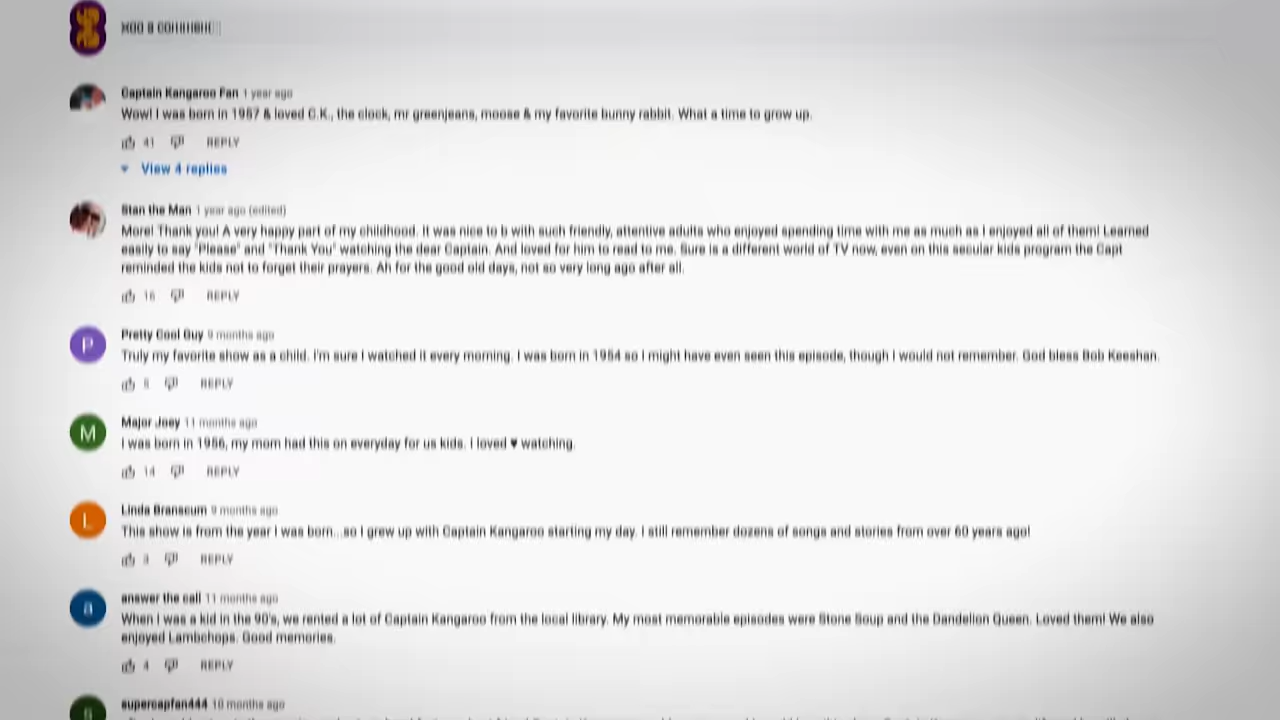 Captain Kangaroo Fan 1 year ago
Wow! I was born in 1957 & loved C.K., the clock, mr greenjeans, moose & my favorite bunny rabbit. What a time to grow up.
41 REPLY
View 4 replies
Stan the Man 1 year ago (edited)
More! Thank you! A very happy part of my childhood. It was nice to b with such friendly, attentive adults who enjoyed spending time with me as much as I enjoyed all of them! Learned
easily to say "Please" and "Thank You" watching the dear Captain. And loved for him to read to me. Sure is a different world of TV now, even on this secular kids program the Capt
reminded the kids not to forget their prayers. Ah for the good old days, not so very long ago after all.
16 REPLY
P
Pretty Cool Guy 9 months ago
Truly my favorite show as a child. I'm sure I watched it every morning. I was born in 1954 so I might have even seen this episode, though I would not remember. God bless Bob Keeshan.
REPLY
M
Major Joey 11 months ago
I was born in 1956, my mom had this on everyday for us kids. I loved ♥ watching.
14 REPLY
L
Linda Branscum 9 months ago
This show is from the year I was born...so I grew up with Captain Kangaroo starting my day. I still remember dozens of songs and stories from over 60 years ago!
3 REPLY
a
answer the call 11 months ago
When I was a kid in the 90's, we rented a lot of Captain Kangaroo from the local library. My most memorable episodes were Stone Soup and the Dandelion Queen. Loved them! We also
enjoyed Lambchops. Good memories.
4 REPLY
supercapfan444 10 months ago